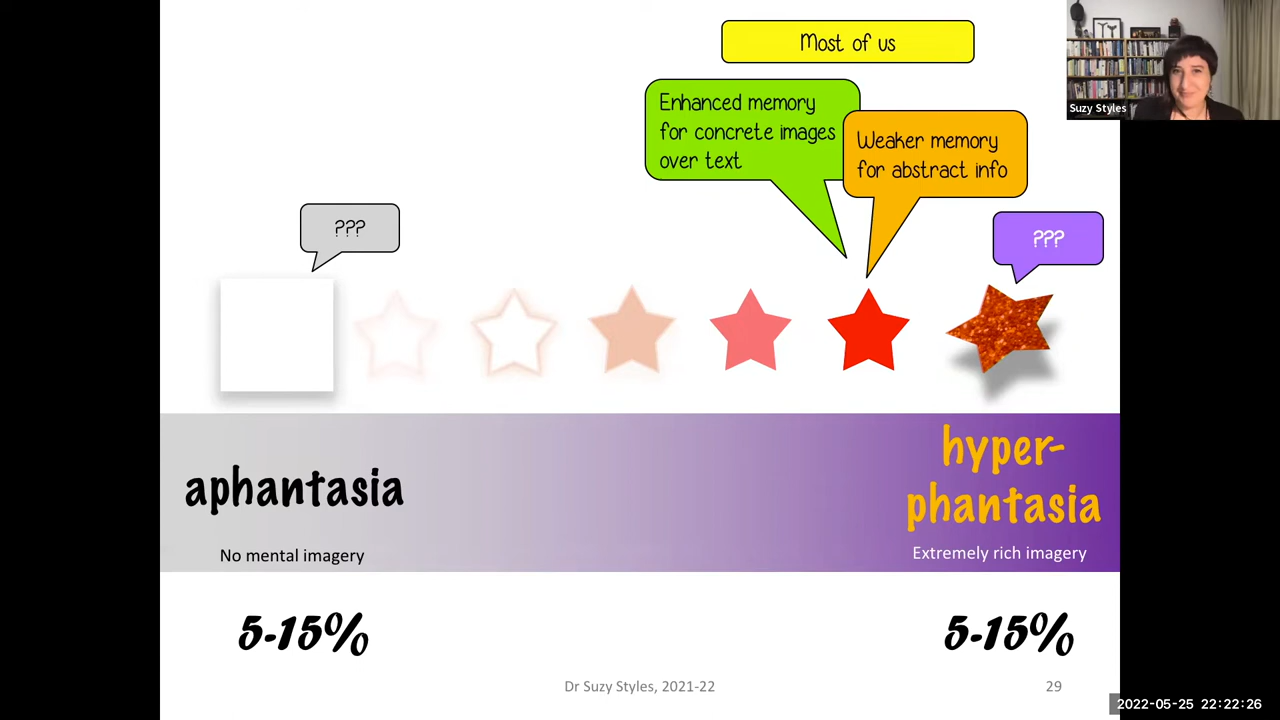 Most of us
Suzy Styles
Enhanced memory
for concrete images
over text
Weaker memory
for abstract info
???
???
aphantasia
No mental imagery
hyper-
phantasia
Extremely rich imagery
5-15%
5-15%
Dr Suzy Styles, 2021-22
29
2022-05-25 22:22:26